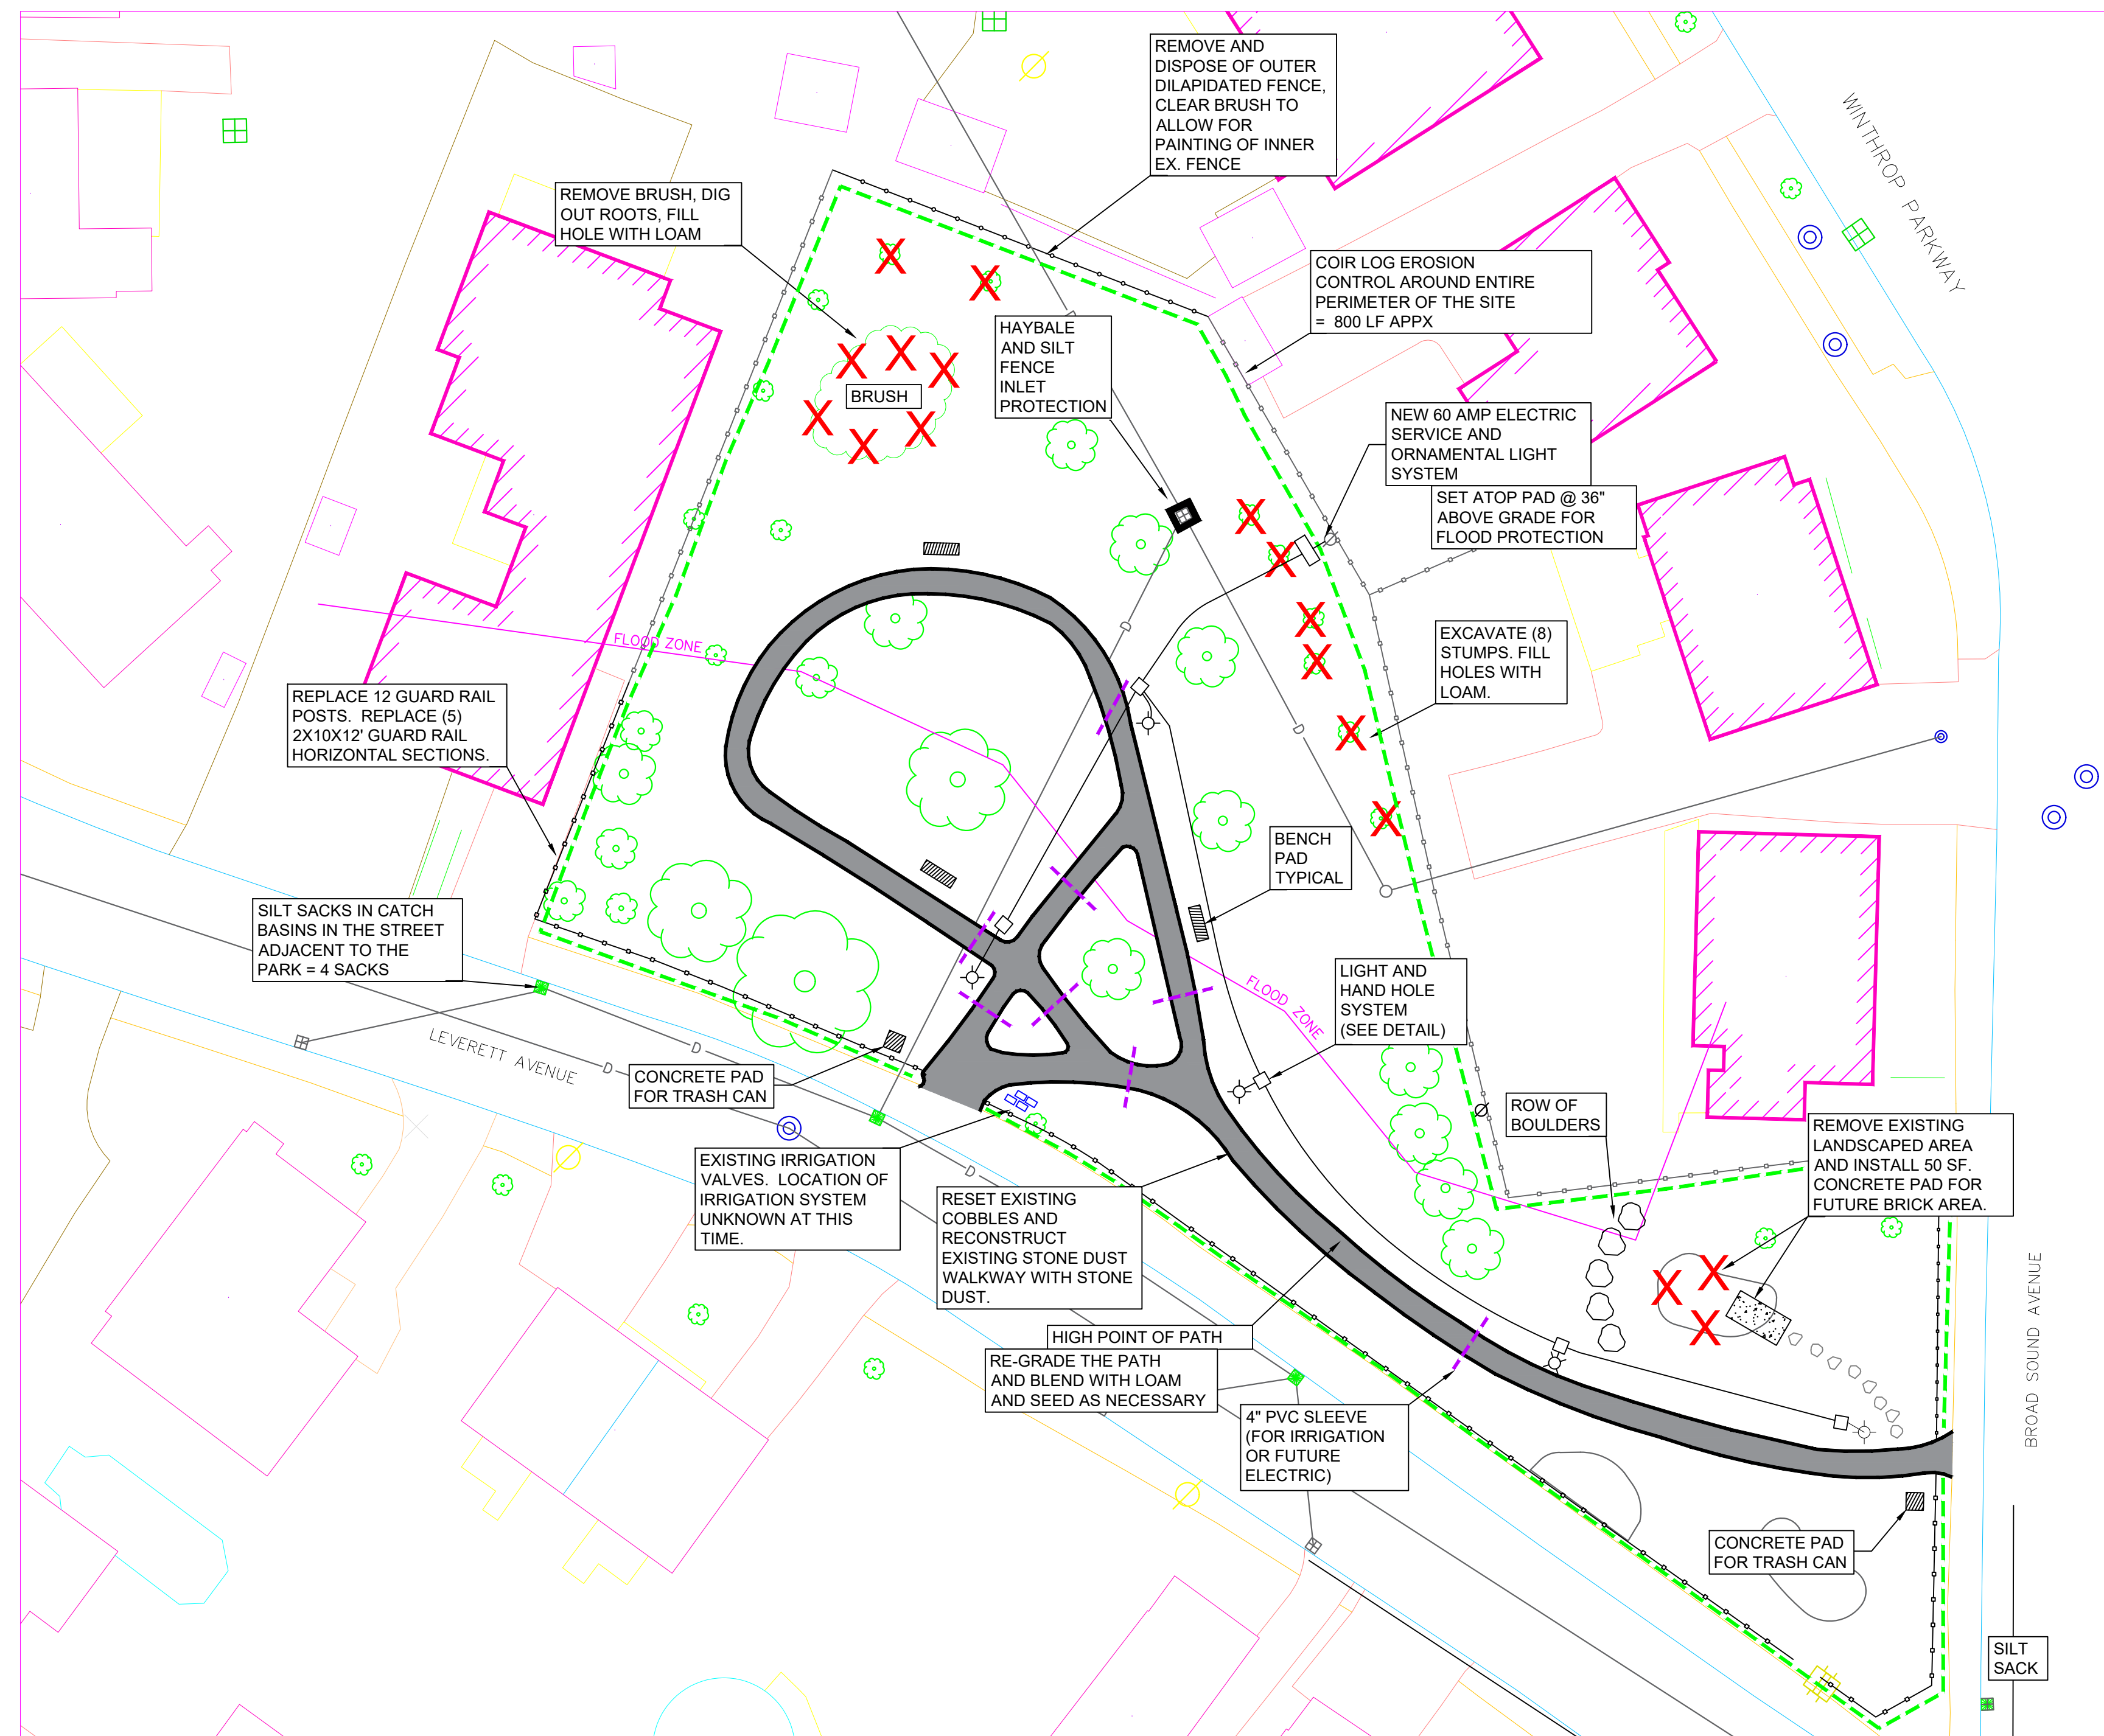 REMOVE AND
DISPOSE OF OUTER
DILAPIDATED FENCE,
CLEAR BRUSH TO
ALLOW FOR
PAINTING OF INNER
EX. FENCE
WINTHROP PARKWAY
REMOVE BRUSH, DIG
OUT ROOTS, FILL
HOLE WITH LOAM
COIR LOG EROSION
CONTROL AROUND ENTIRE
PERIMETER OF THE SITE
= 800 LF APPX
HAYBALE
AND SILT
FENCE
INLET
PROTECTION
BRUSH
NEW 60 AMP ELECTRIC
SERVICE AND
ORNAMENTAL LIGHT
SYSTEM
SET ATOP PAD @ 36"
ABOVE GRADE FOR
FLOOD PROTECTION
FLOOD ZONE
D
EXCAVATE (8)
STUMPS. FILL
HOLES WITH
LOAM.
REPLACE 12 GUARD RAIL
POSTS. REPLACE (5)
2X10X12' GUARD RAIL
HORIZONTAL SECTIONS.
D
BENCH
PAD
TYPICAL
SILT SACKS IN CATCH
BASINS IN THE STREET
ADJACENT TO THE
PARK = 4 SACKS
LIGHT AND
HAND HOLE
SYSTEM
(SEE DETAIL)
FLOOD ZONE
LEVERETT AVENUE
D
D
CONCRETE PAD
FOR TRASH CAN
ROW OF
BOULDERS
REMOVE EXISTING
LANDSCAPED AREA
AND INSTALL 50 SF.
CONCRETE PAD FOR
FUTURE BRICK AREA.
EXISTING IRRIGATION
VALVES. LOCATION OF
IRRIGATION SYSTEM
UNKNOWN AT THIS
TIME.
D
RESET EXISTING
COBBLES AND
RECONSTRUCT
EXISTING STONE DUST
WALKWAY WITH STONE
DUST.
HIGH POINT OF PATH
RE-GRADE THE PATH
AND BLEND WITH LOAM
AND SEED AS NECESSARY
BROAD SOUND AVENUE
4" PVC SLEEVE
(FOR IRRIGATION
OR FUTURE
ELECTRIC)
CONCRETE PAD
FOR TRASH CAN
SILT
SACK